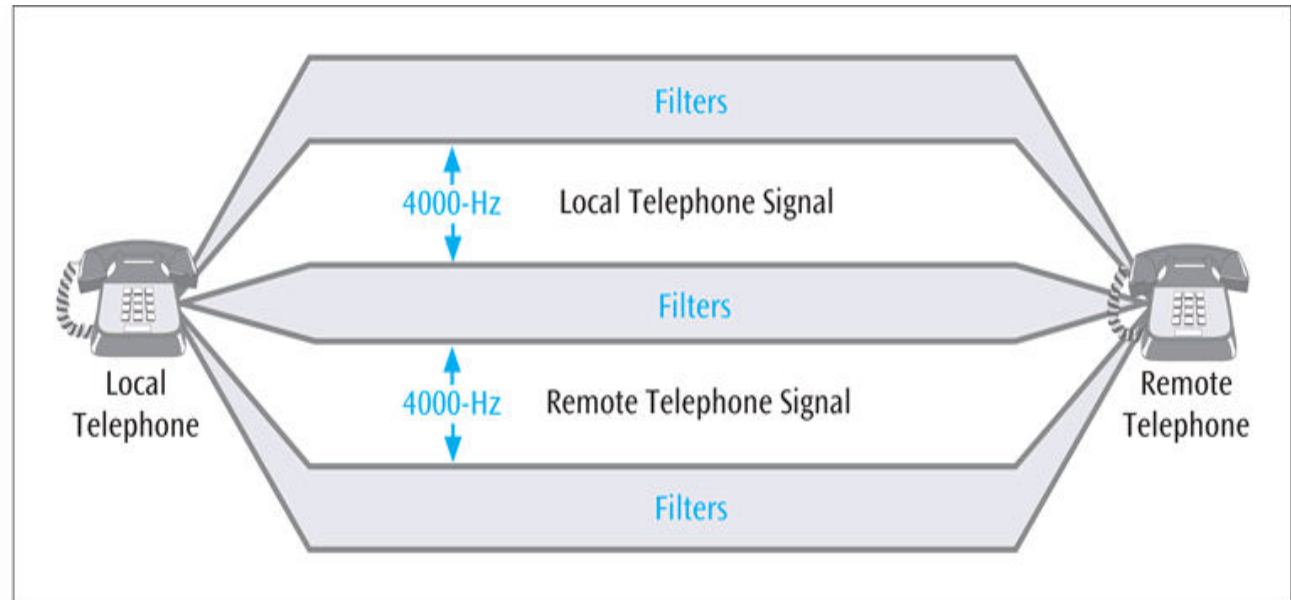 Filters
4000-Hz
Local Telephone Signal
Filters
Local
Telephone
4000-Hz
Remote Telephone Signal
Remote
Telephone
Filters